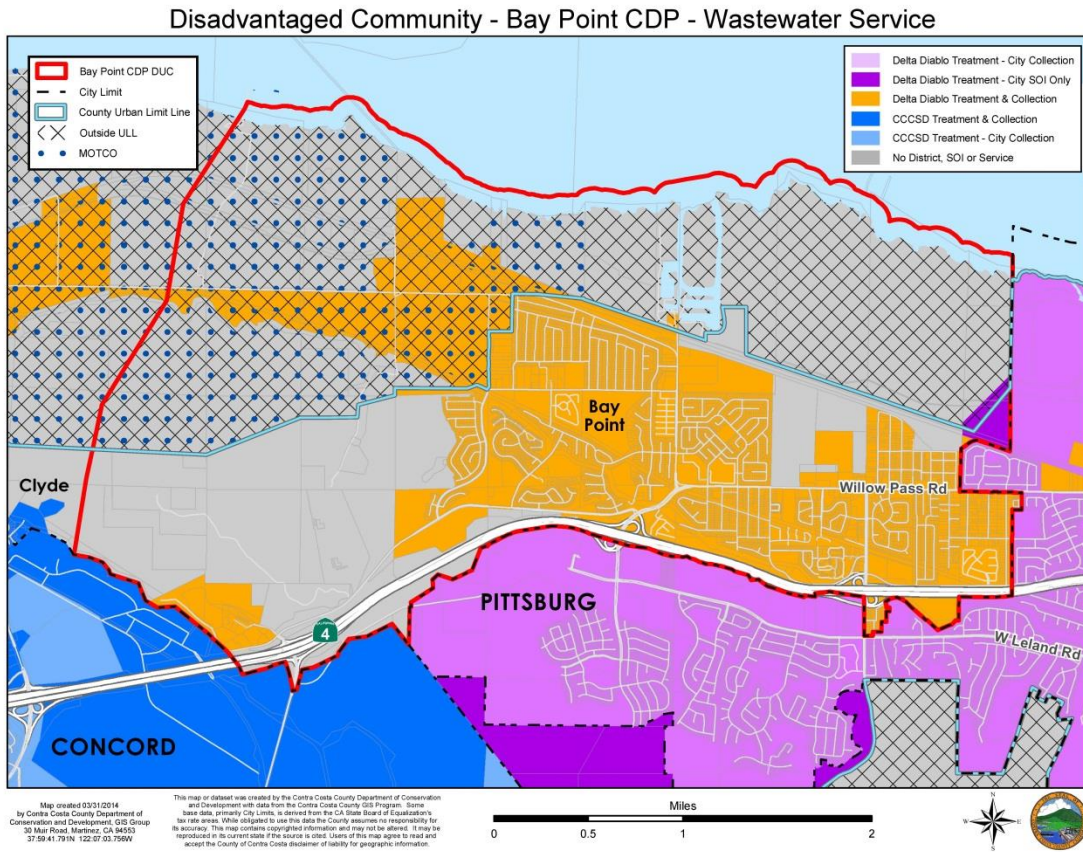 Disadvantaged Community - Bay Point CDP - Wastewater Service
Bay Point CDP DUC
City Limit
County Urban Limit Line
Outside ULL
MOTCO
Delta Diablo Treatment - City Collection
Delta Diablo Treatment - City SOI Only
Delta Diablo Treatment & Collection
CCCSD Treatment & Collection
CCCSD Treatment - City Collection
No District, SOI or Service
Bay
Point
Clyde
Willow Pass Rd
PITTSBURG
4
W Leland Rd
CONCORD
Map created 03/31/2014
by Contra Costa County Department of
Conservation and Development, GIS Group
30 Muir Road, Martinez, CA 94553
37:59:41.791N 122:07:03.756W
This map or dataset was created by the Contra Costa County Department of Conservation
and Development with data from the Contra Costa County GIS Program. Some
base data, primarily City Limits, is derived from the CA State Board of Equalization's
tax rate areas. While obligated to use this data the County assumes no responsibility for
its accuracy. This map contains copyrighted information and may not be altered. It may be
reproduced in its current state if the source is cited. Users of this map agree to read and
accept the County of Contra Costa disclaimer of liability for geographic information.
Miles
0 0.5 1 2
N
W E
S